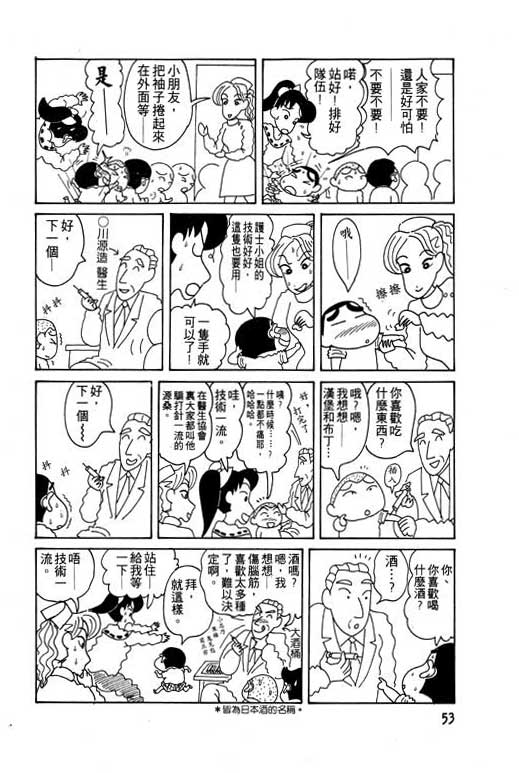 人家不要！
還是好可怕
不要不要！
喏，
站好！排好
隊伍！
小朋友，
把袖子捲起來
在外面等—
是—
哦
擦
擦
護士小姐的
技術好好，
這隻也要用—
一隻手就
可以了！
○川源造 醫生
好，
下一個—
你喜歡吃
什麼東西？
哦，嗯，
我想想…
漢堡和布丁…
拍
咦？
什麼時候……？
一點都不痛耶，
哈哈哈。
哇，
技術一流。
在醫生協會
裏大家都叫他
騙打針一流的
源桑。
好，
下一個～
你、
你喜歡喝
什麼酒？
酒…？
酒嗎？
嗯，我
想想…
傷腦筋，
喜歡太多種
了，難以決
定啊。
大酒桶
拜，
就這樣。
站住
給我等
一下
唔
技術一
流。
＊皆為日本酒的名稱。
53